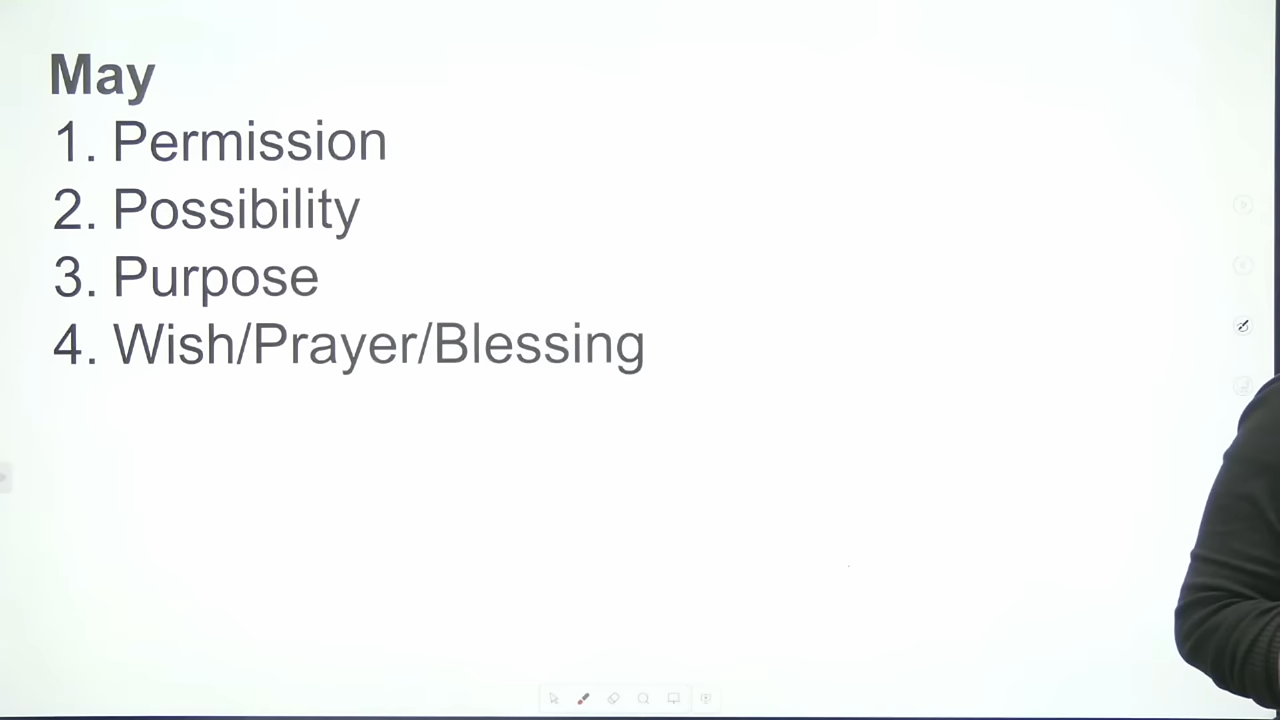 May
1. Permission
2. Possibility
3. Purpose
4. Wish/Prayer/Blessing